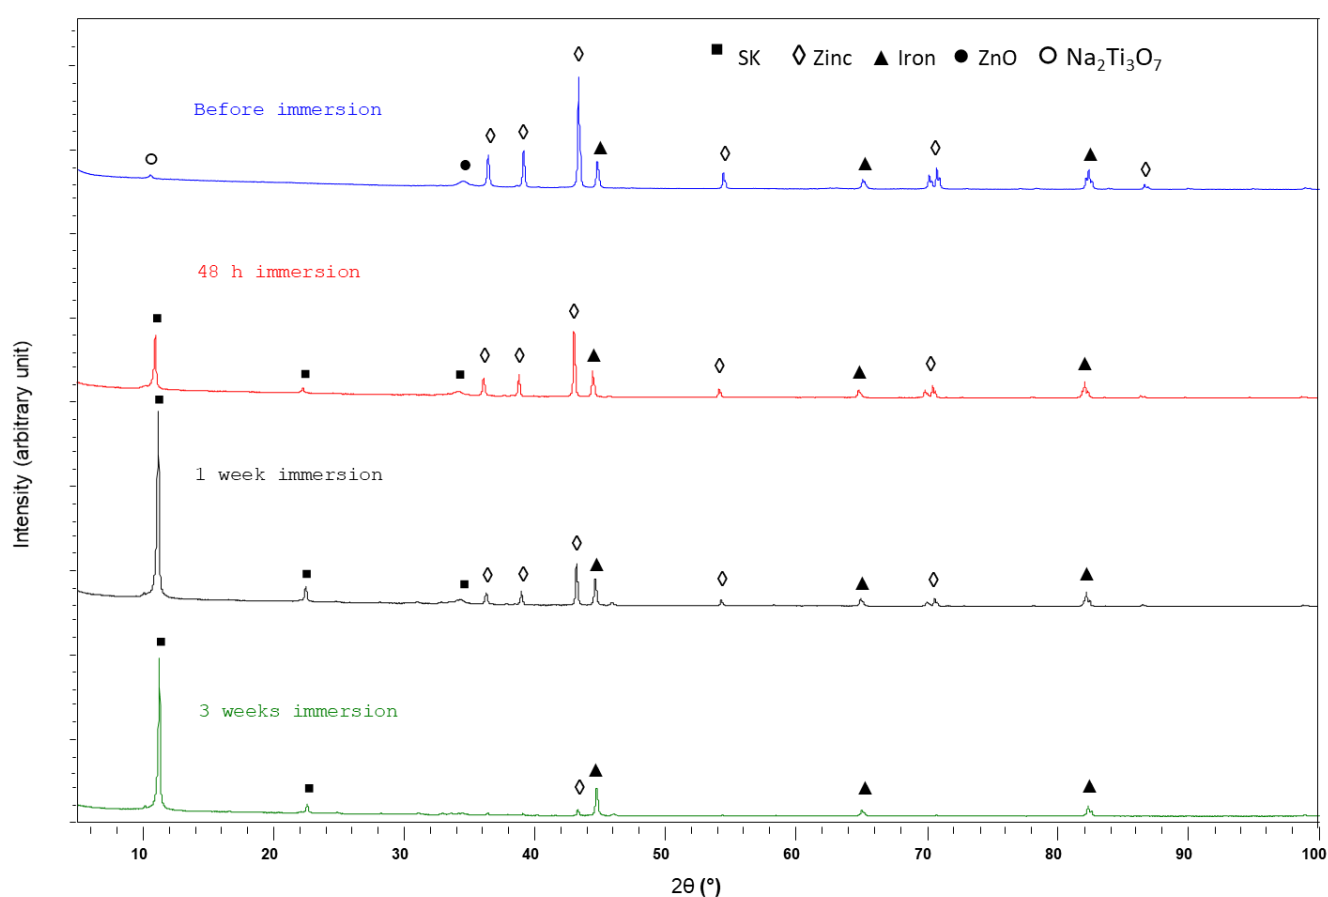 ■ SK ◊ Zinc ▲ Iron ● ZnO ○ Na₂Ti₃O₇
Before immersion
48 h immersion
1 week immersion
3 weeks immersion
Intensity (arbitrary unit)
10 20 30 40 50 60 70 80 90 100
2θ (°)